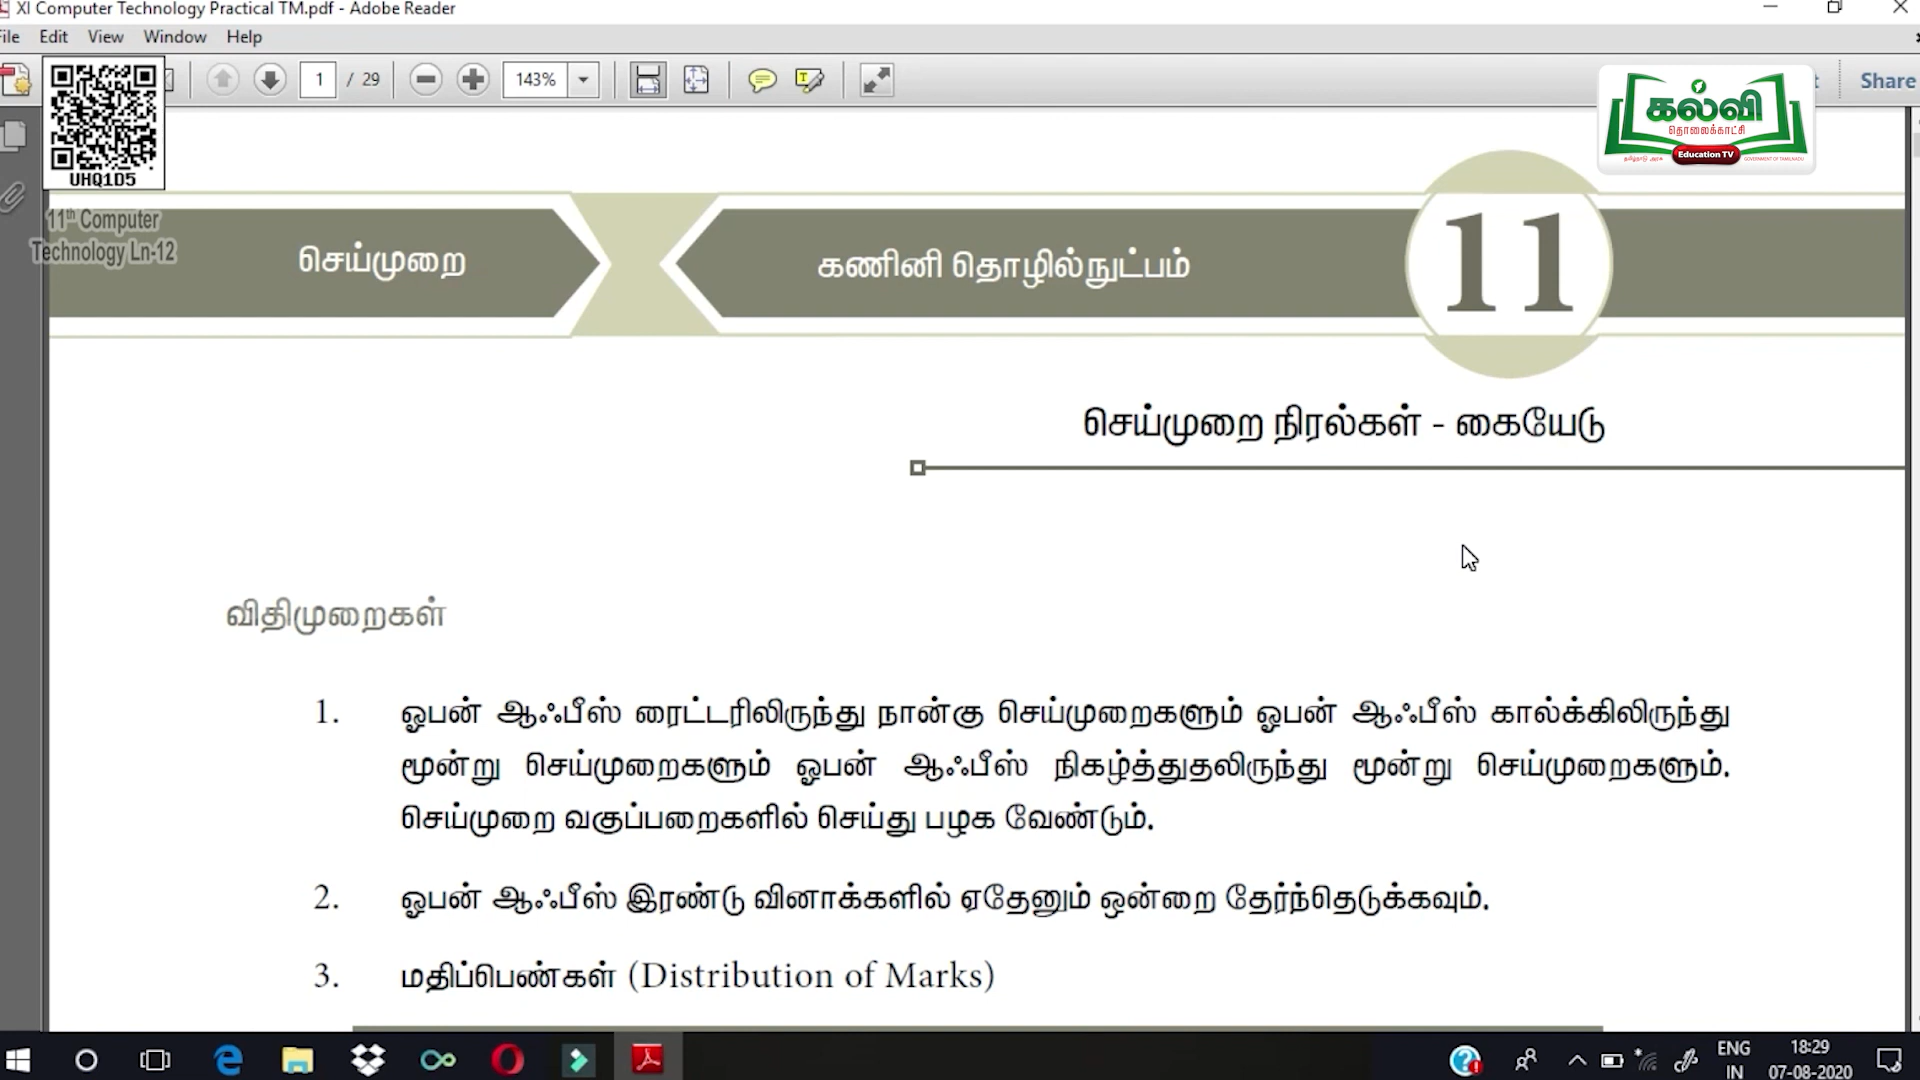 XI Computer Technology Practical TM.pdf - Adobe Reader
File Edit View Window Help
1 / 29 143% Share
UHQ1D5
கல்வி
தொலைக்காட்சி
Education TV
11th Computer
Technology Ln-12
செய்முறை
கணினி தொழில்நுட்பம்
11
செய்முறை நிரல்கள் - கையேடு
விதிமுறைகள்
1. ஓபன் ஆஃபீஸ் ரைட்டரிலிருந்து நான்கு செய்முறைகளும் ஓபன் ஆஃபீஸ் கால்க்கிலிருந்து
மூன்று செய்முறைகளும் ஓபன் ஆஃபீஸ் நிகழ்த்துதலிருந்து மூன்று செய்முறைகளும்.
செய்முறை வகுப்பறைகளில் செய்து பழக வேண்டும்.
2. ஓபன் ஆஃபீஸ் இரண்டு வினாக்களில் ஏதேனும் ஒன்றை தேர்ந்தெடுக்கவும்.
3. மதிப்பெண்கள் (Distribution of Marks)
ENG
IN
18:29
07-08-2020